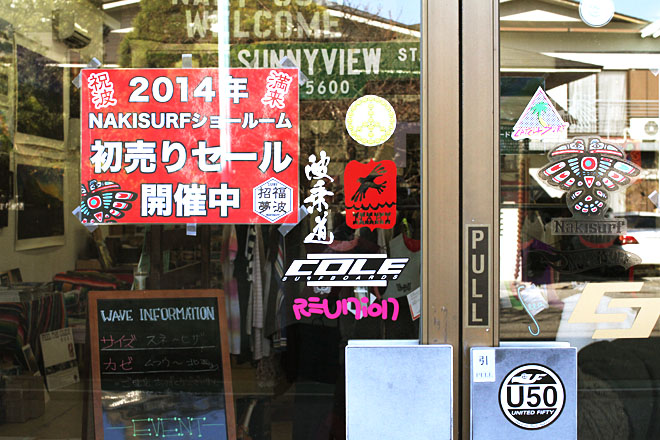 WELCOME
SUNNYVIEW ST
5600
祝波
2014年
満来
NAKISURFショールーム
初売りセール
開催中
招福
夢波
波乗道
COLE
SURFBOARDS
REUNION
WAVE INFORMATION
サイズ
カゼ
EVENT
PULL
Nakisurf
引
PULL
U50
UNITED FIFTY